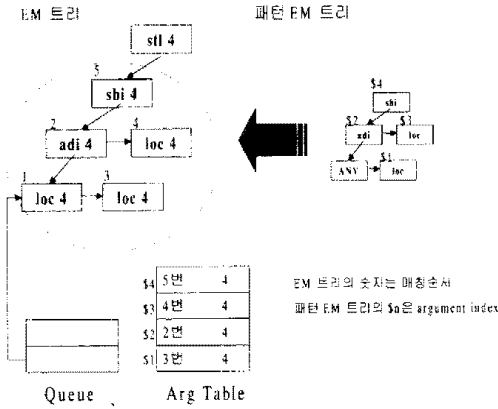 EM 트리
패턴 EM 트리
stl 4
5
sbi 4
2
adi 4
4
loc 4
1
loc 4
3
loc 4
$4
sbi
$2
adi
$3
loc
ANY
$1
loc
$4 5번 4
$3 4번 4
$2 2번 4
$1 3번 4
EM 트리의 숫자는 매칭순서
패턴 EM 트리의 $n은 argument index
Queue
Arg Table